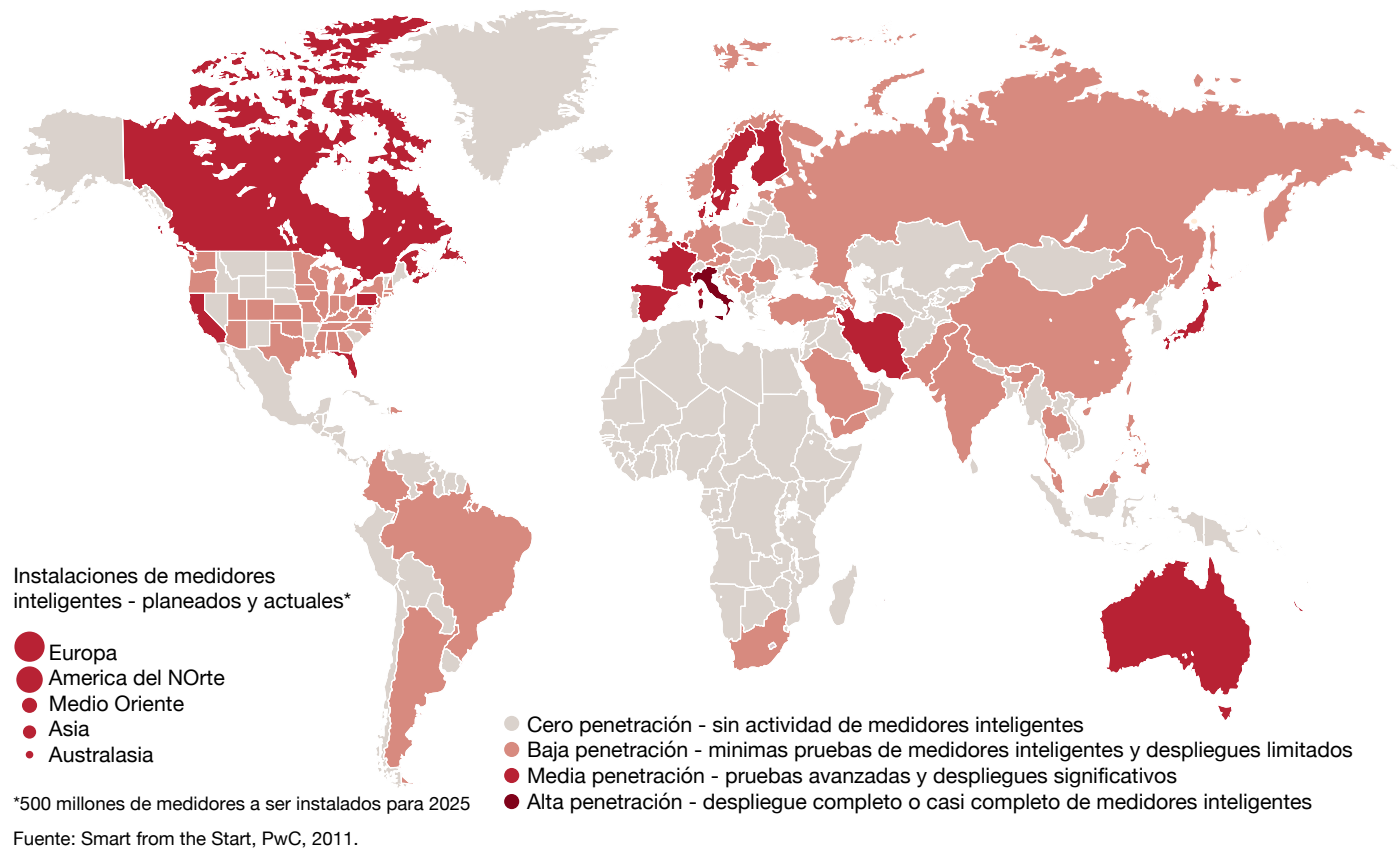 Instalaciones de medidores
inteligentes - planeados y actuales*
Europa
America del NOrte
Medio Oriente
Asia
Australasia
*500 millones de medidores a ser instalados para 2025
Fuente: Smart from the Start, PwC, 2011.
Cero penetración - sin actividad de medidores inteligentes
Baja penetración - minimas pruebas de medidores inteligentes y despliegues limitados
Media penetración - pruebas avanzadas y despliegues significativos
Alta penetración - despliegue completo o casi completo de medidores inteligentes